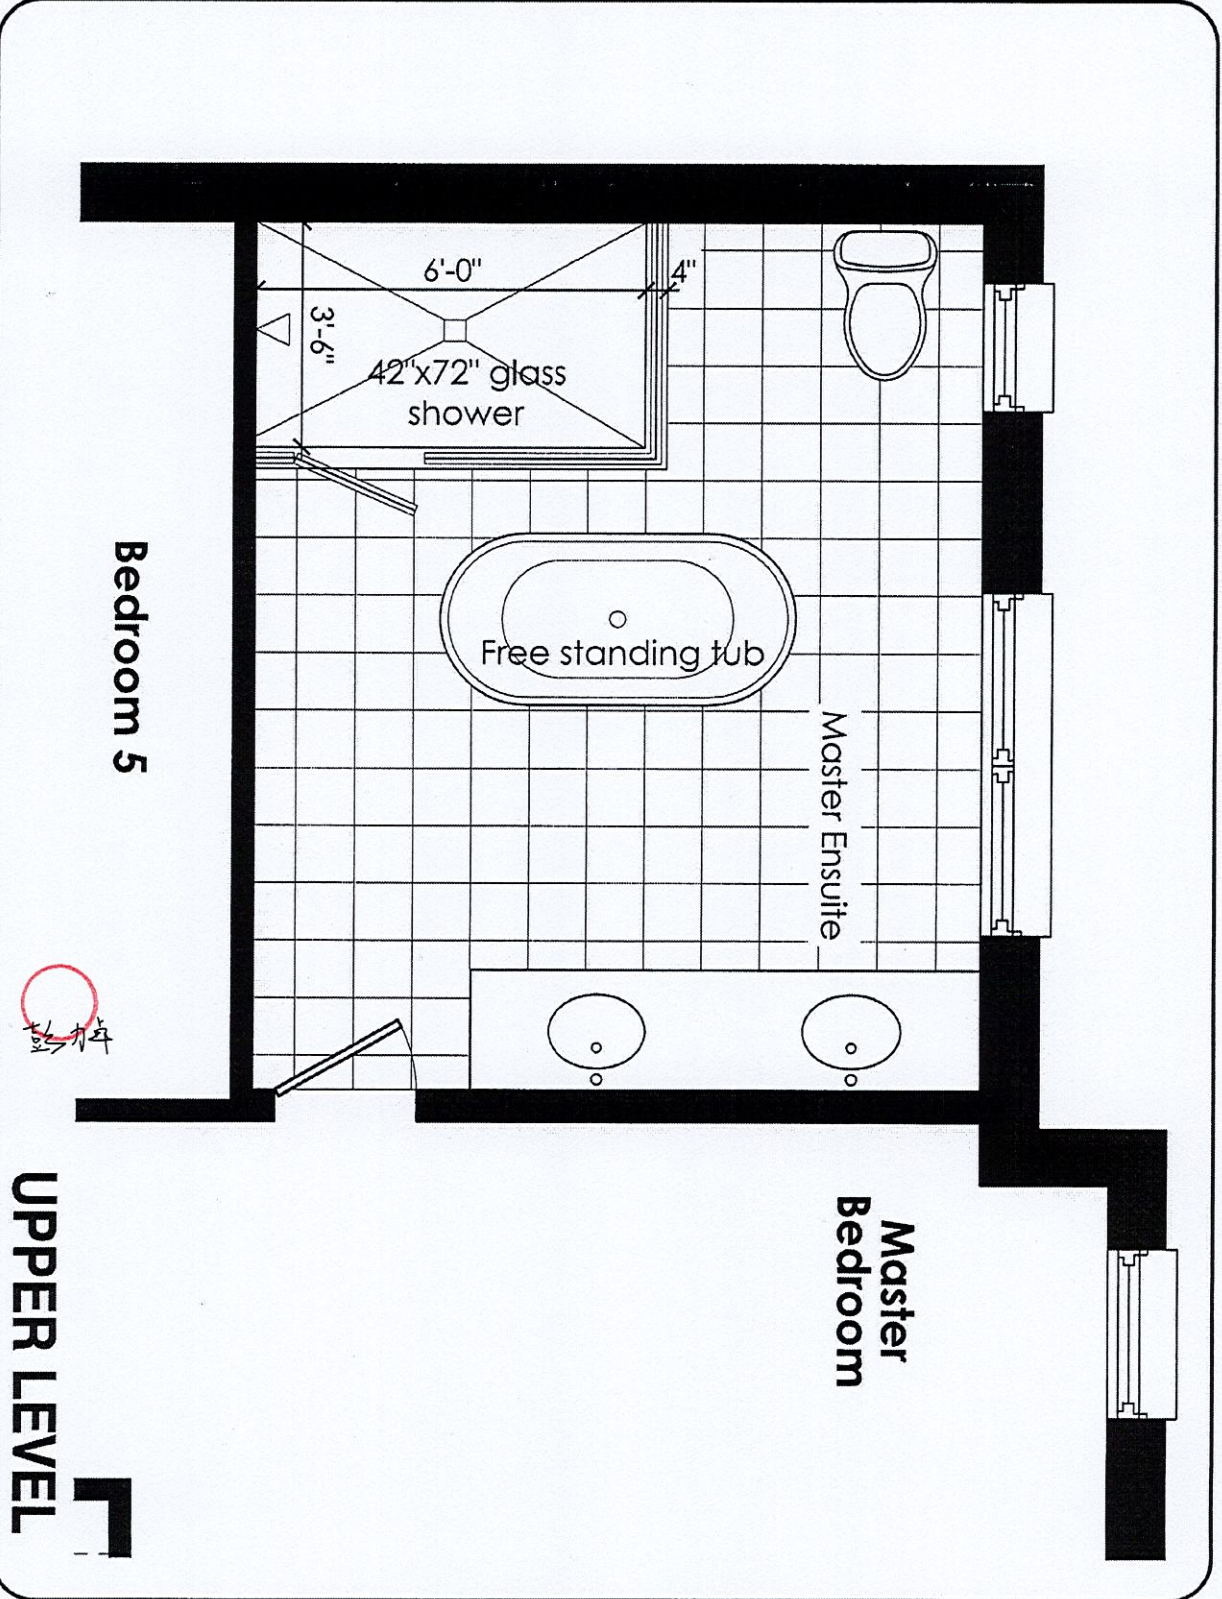 6'-0"
4"
3'-6"
42"x72" glass
shower
Free standing tub
Master Ensuite
Bedroom 5
Master
Bedroom
UPPER LEVEL